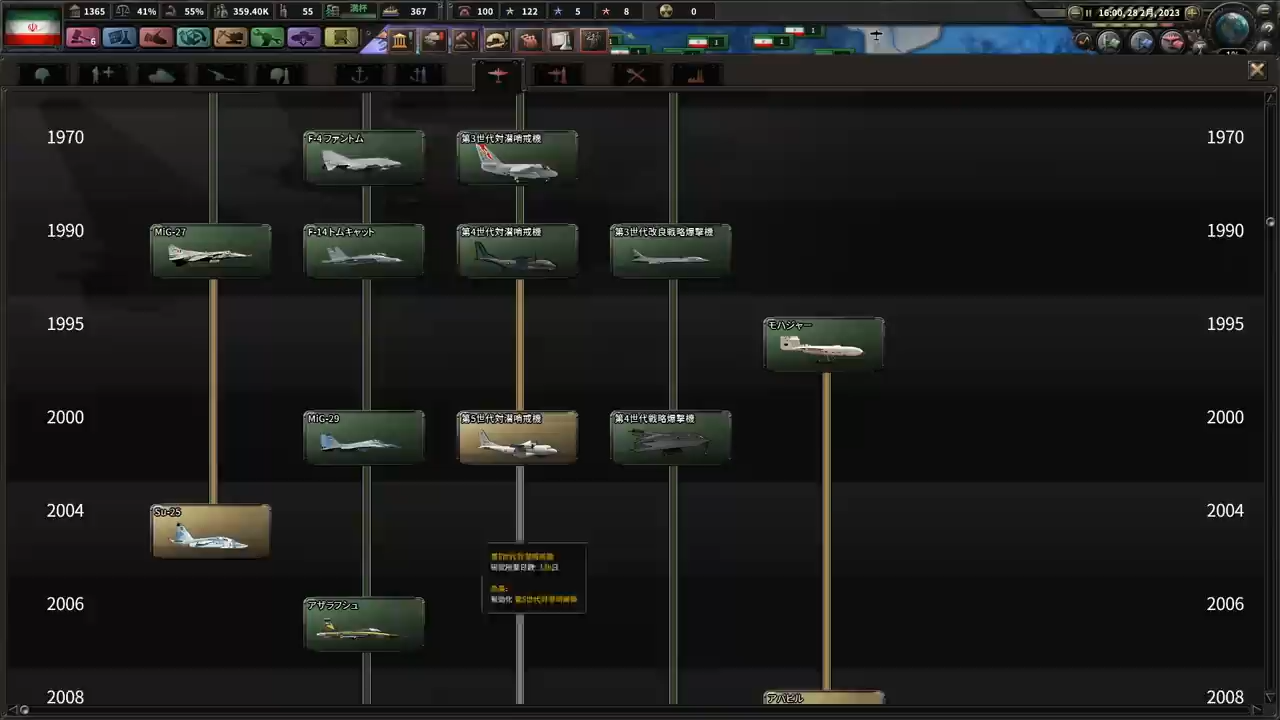 1365 41% 55% 359.40K 55 満杯 367 100 122 5 8 0 16:00, 28 2月, 2023
6
1970 1970
F-4ファントム 第3世代対潜哨戒機
1990 1990
MiG-27 F-14トムキャット 第4世代対潜哨戒機 第3世代改良戦略爆撃機
1995 1995
モハジャー
2000 2000
MiG-29 第5世代対潜哨戒機 第4世代戦略爆撃機
2004 2004
Su-25
2006 2006
アザラフシュ
2008 2008
アバビル